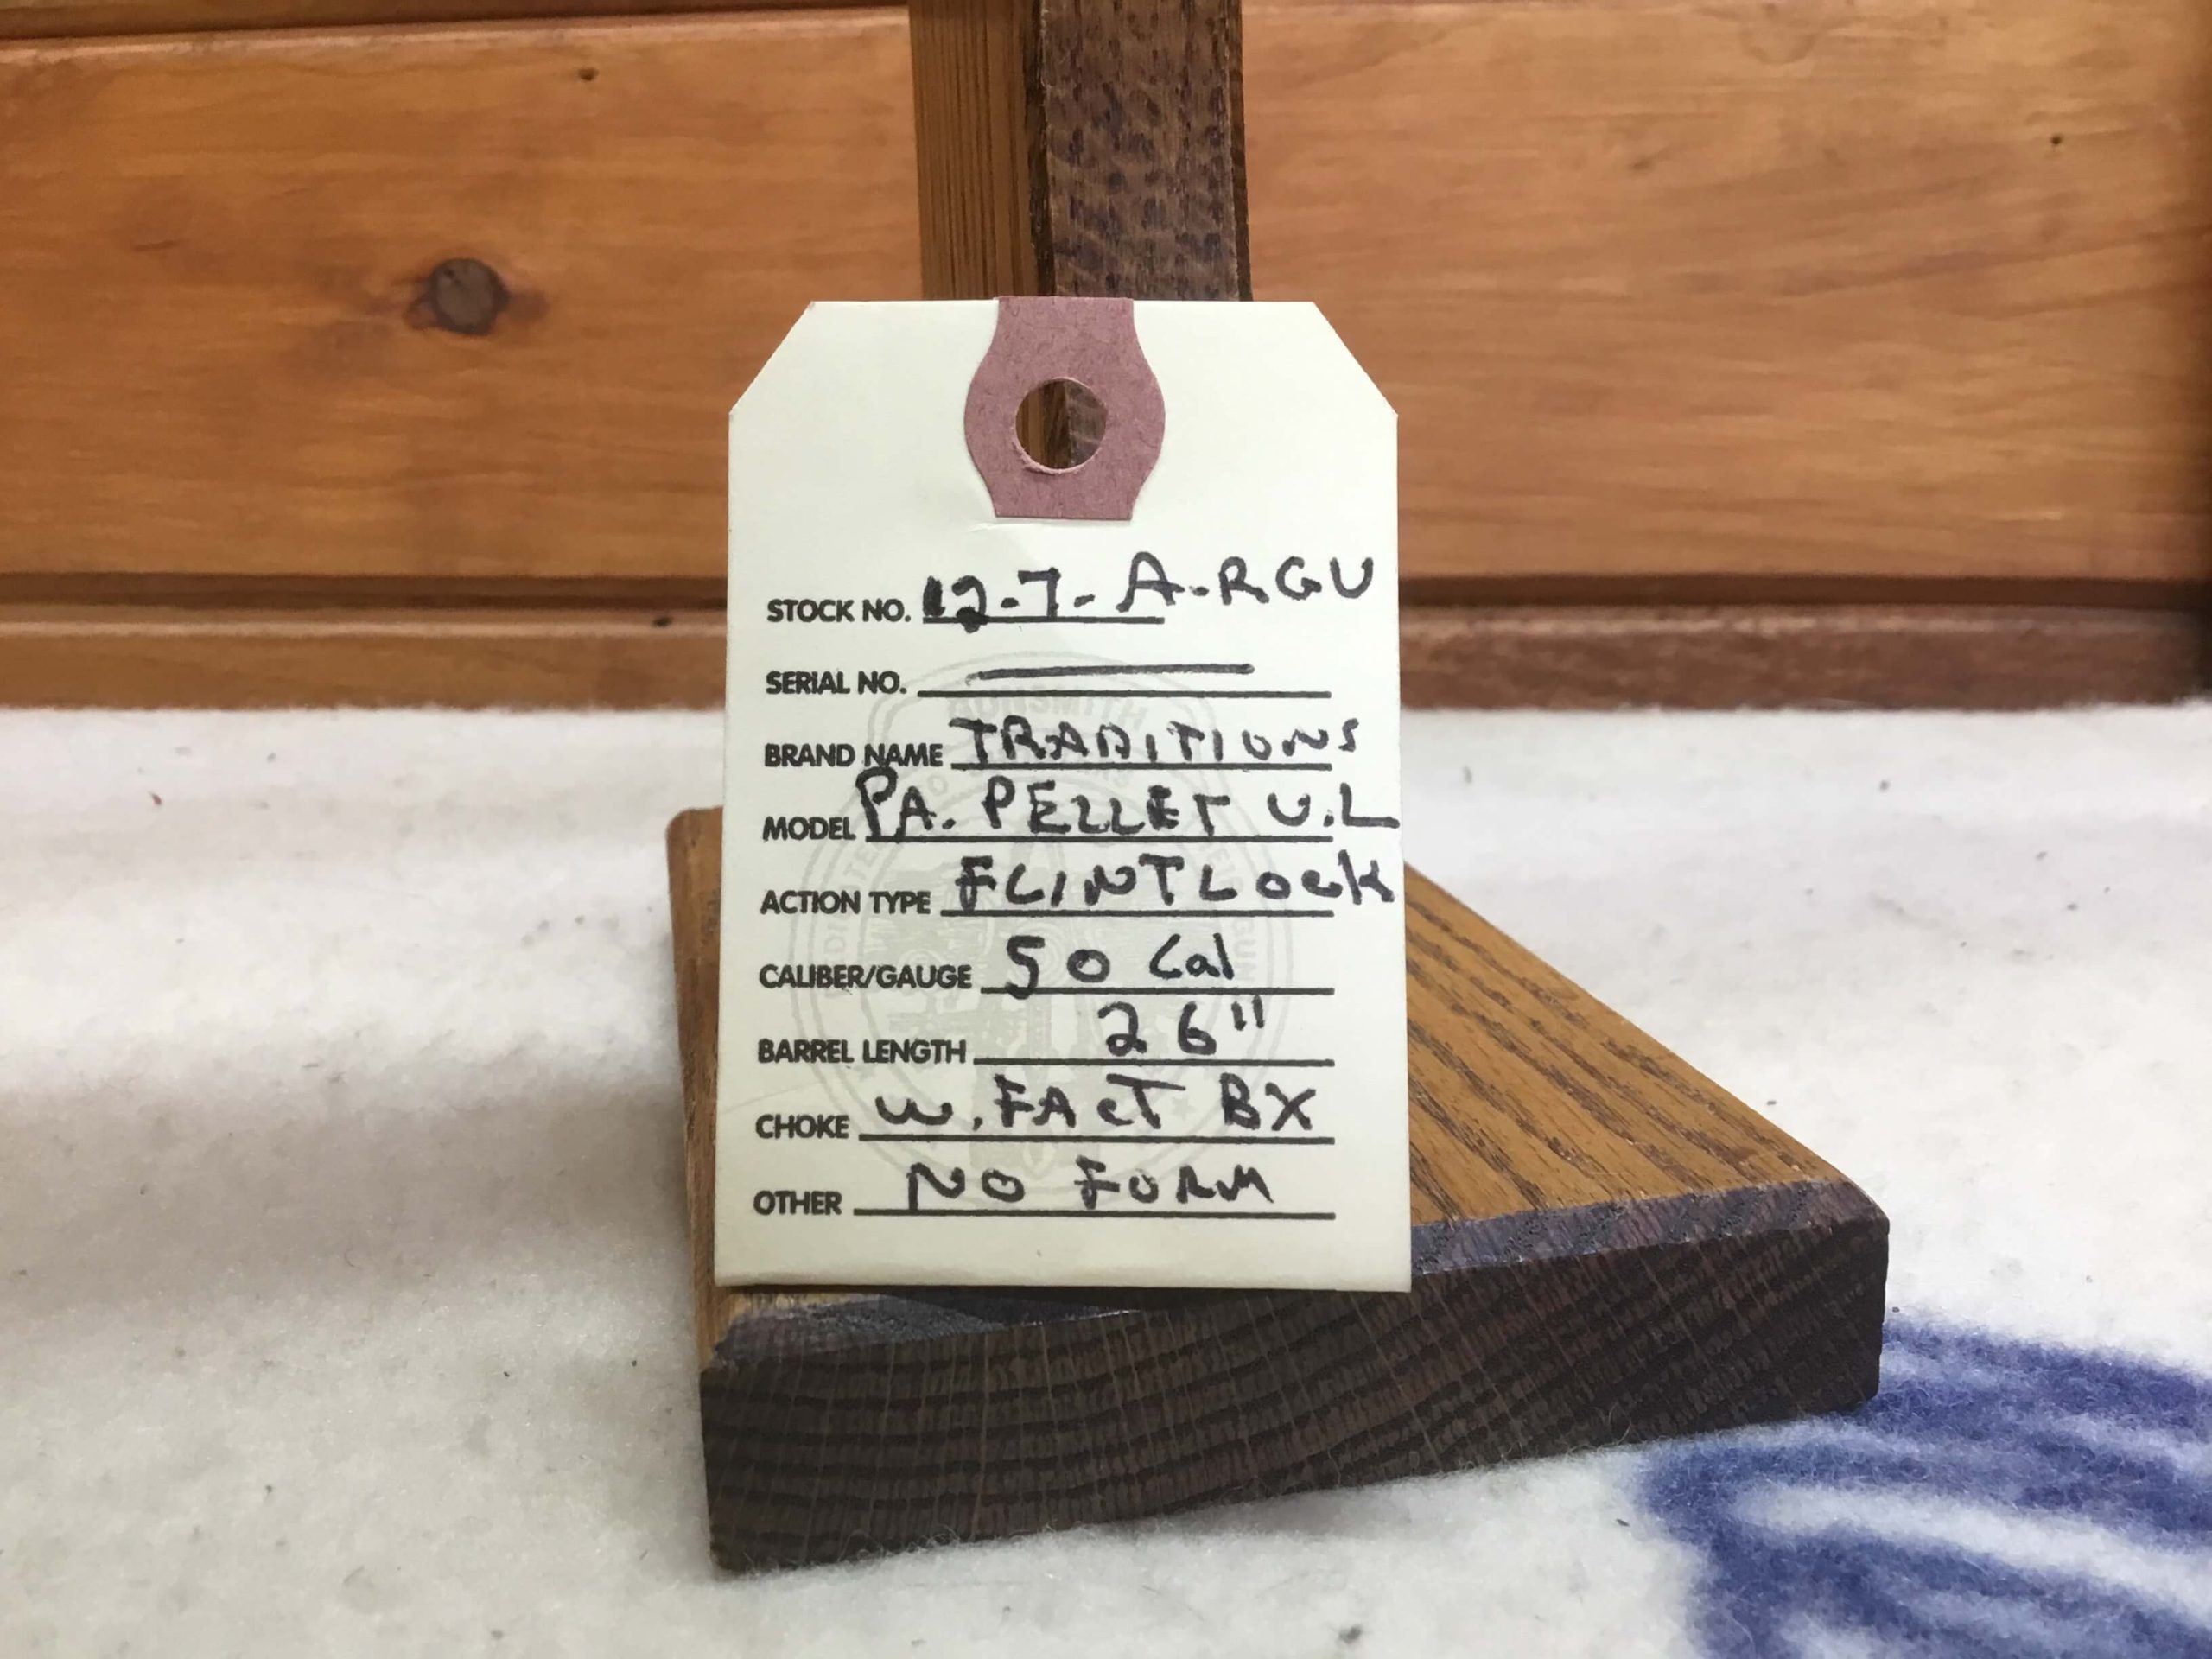 STOCK NO. 12-7-A-RGU
SERIAL NO. —
BRAND NAME TRADITIONS
MODEL PA. PELLET U.L
ACTION TYPE FLINTLOCK
CALIBER/GAUGE 50 Cal
BARREL LENGTH 26"
CHOKE W. FACT BX
OTHER NO FORM